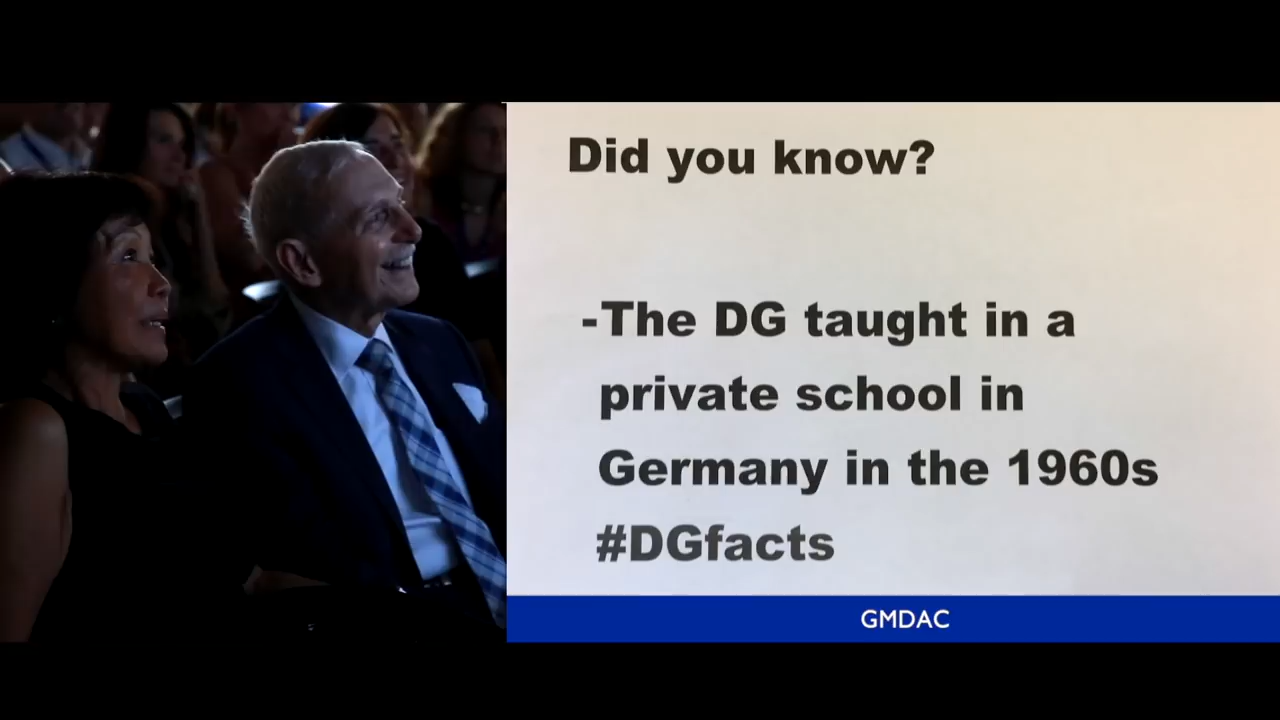 Did you know?
-The DG taught in a
private school in
Germany in the 1960s
#DGfacts
GMDAC